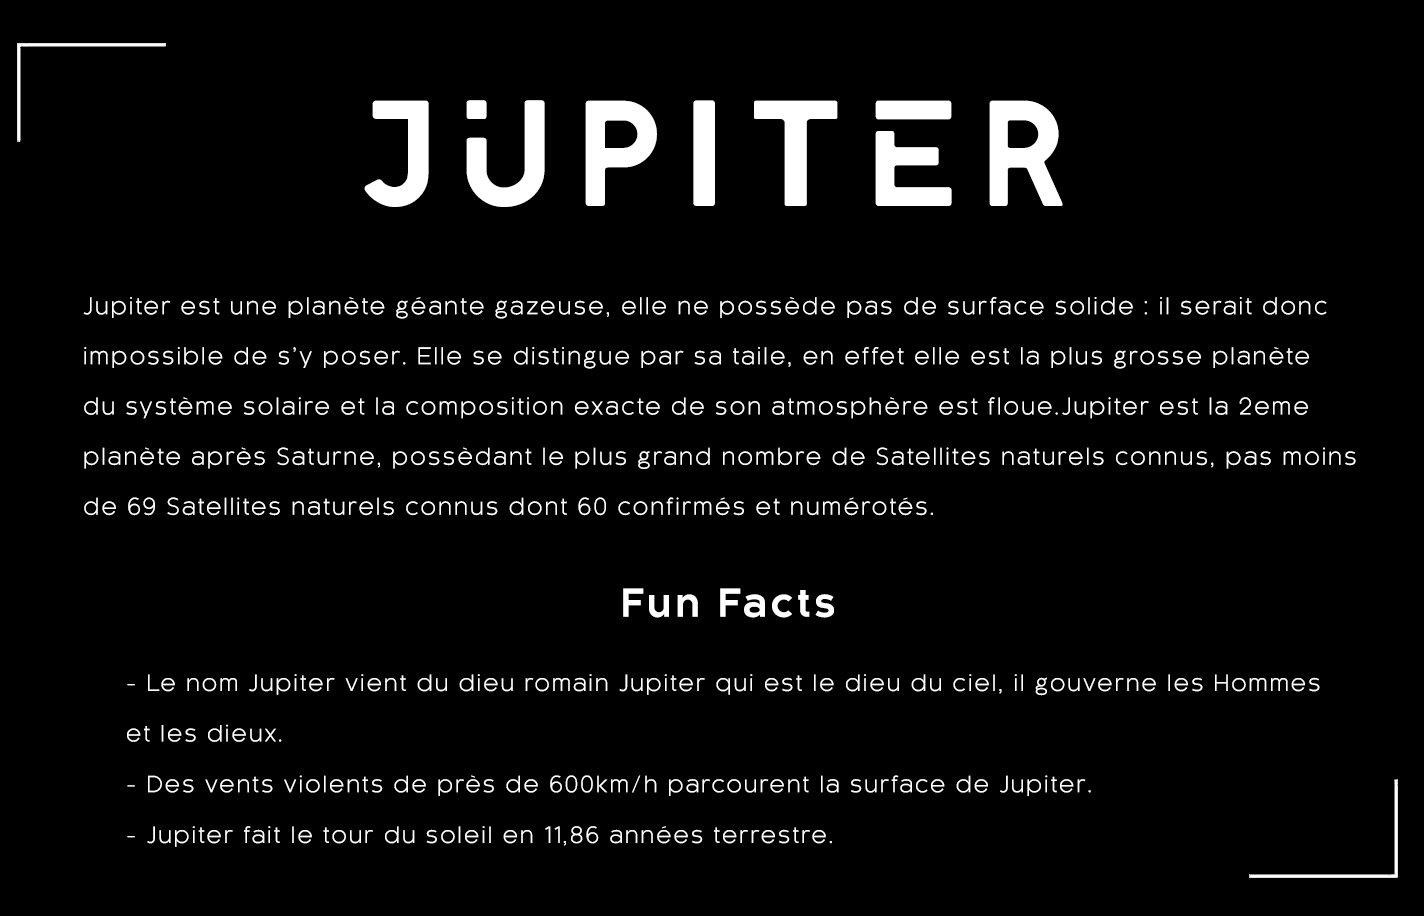 JUPITER
Jupiter est une planète géante gazeuse, elle ne possède pas de surface solide : il serait donc
impossible de s’y poser. Elle se distingue par sa taile, en effet elle est la plus grosse planète
du système solaire et la composition exacte de son atmosphère est floue.Jupiter est la 2eme
planète après Saturne, possèdant le plus grand nombre de Satellites naturels connus, pas moins
de 69 Satellites naturels connus dont 60 confirmés et numérotés.
Fun Facts
- Le nom Jupiter vient du dieu romain Jupiter qui est le dieu du ciel, il gouverne les Hommes
et les dieux.
- Des vents violents de près de 600km/h parcourent la surface de Jupiter.
- Jupiter fait le tour du soleil en 11,86 années terrestre.